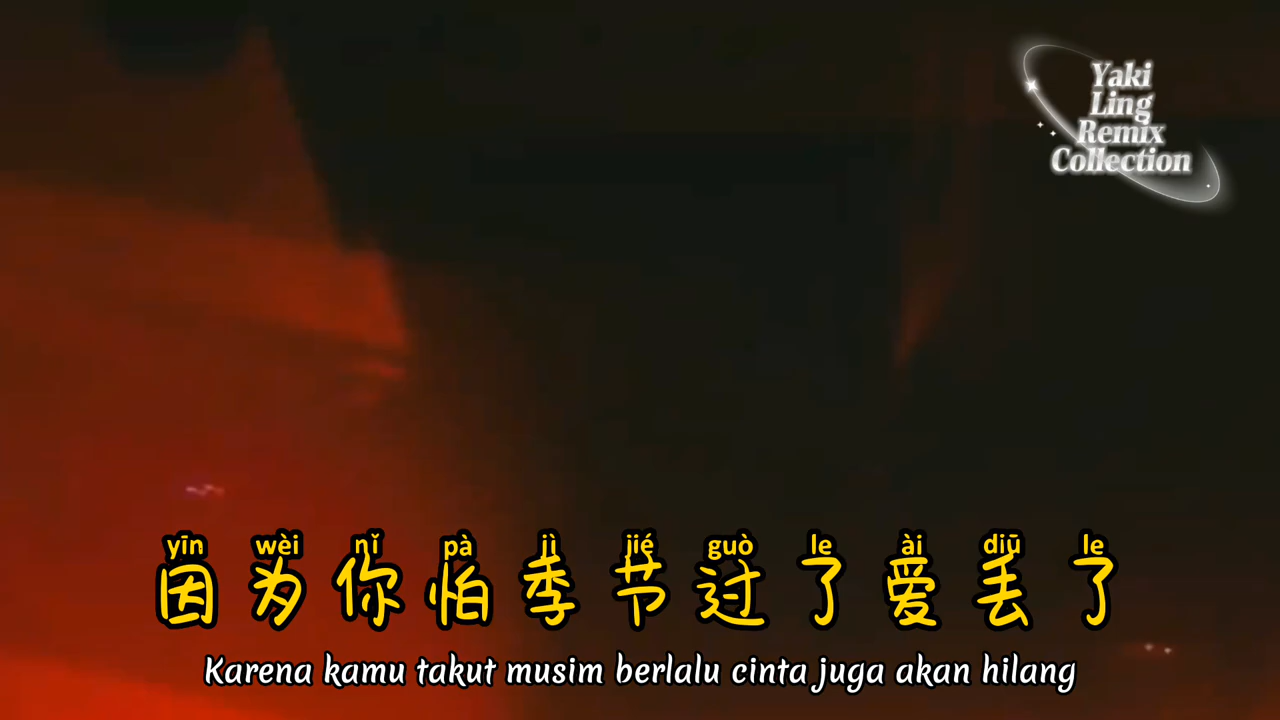 Yaki
Ling
Remix
Collection
yīn wèi nǐ pà jì jié guò le ài diū le
因为你怕季节过了爱丢了
Karena kamu takut musim berlalu cinta juga akan hilang